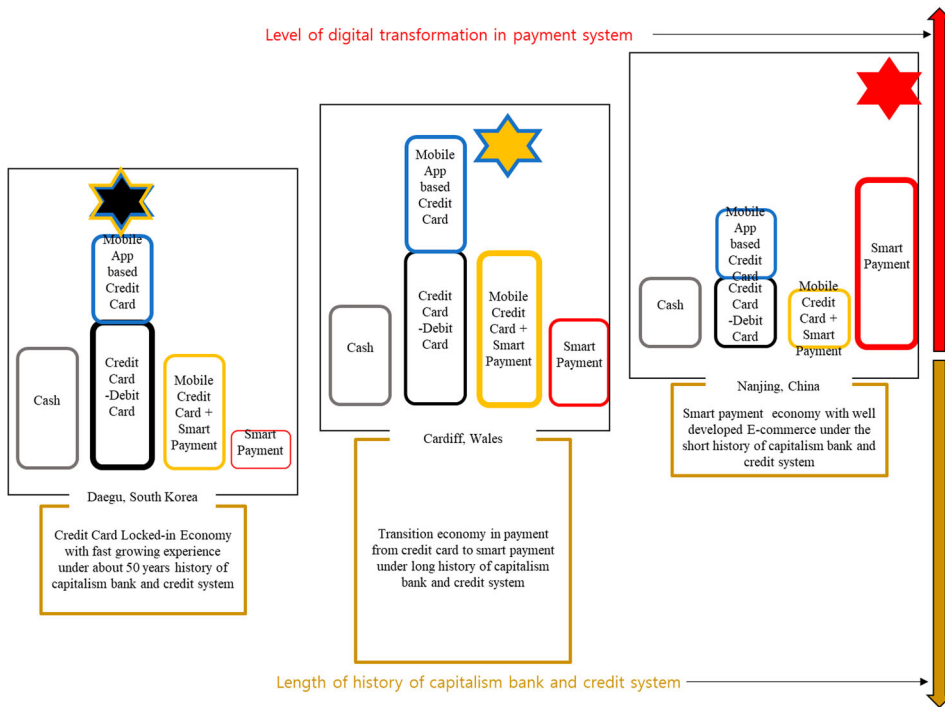 Level of digital transformation in payment system
Mobile
App
based
Credit
Card
Cash
Credit
Card
-Debit
Card
Mobile
Credit
Card +
Smart
Payment
Smart
Payment
Daegu, South Korea
Credit Card Locked-in Economy
with fast growing experience
under about 50 years history of
capitalism bank and credit system
Mobile
App
based
Credit
Card
Cash
Credit
Card
-Debit
Card
Mobile
Credit
Card +
Smart
Payment
Smart
Payment
Cardiff, Wales
Transition economy in payment
from credit card to smart payment
under long history of capitalism
bank and credit system
Mobile
App
based
Credit
Card
Cash
Credit
Card
-Debit
Card
Mobile
Credit
Card +
Smart
Payment
Smart
Payment
Nanjing, China
Smart payment economy with well
developed E-commerce under the
short history of capitalism bank and
credit system
Length of history of capitalism bank and credit system